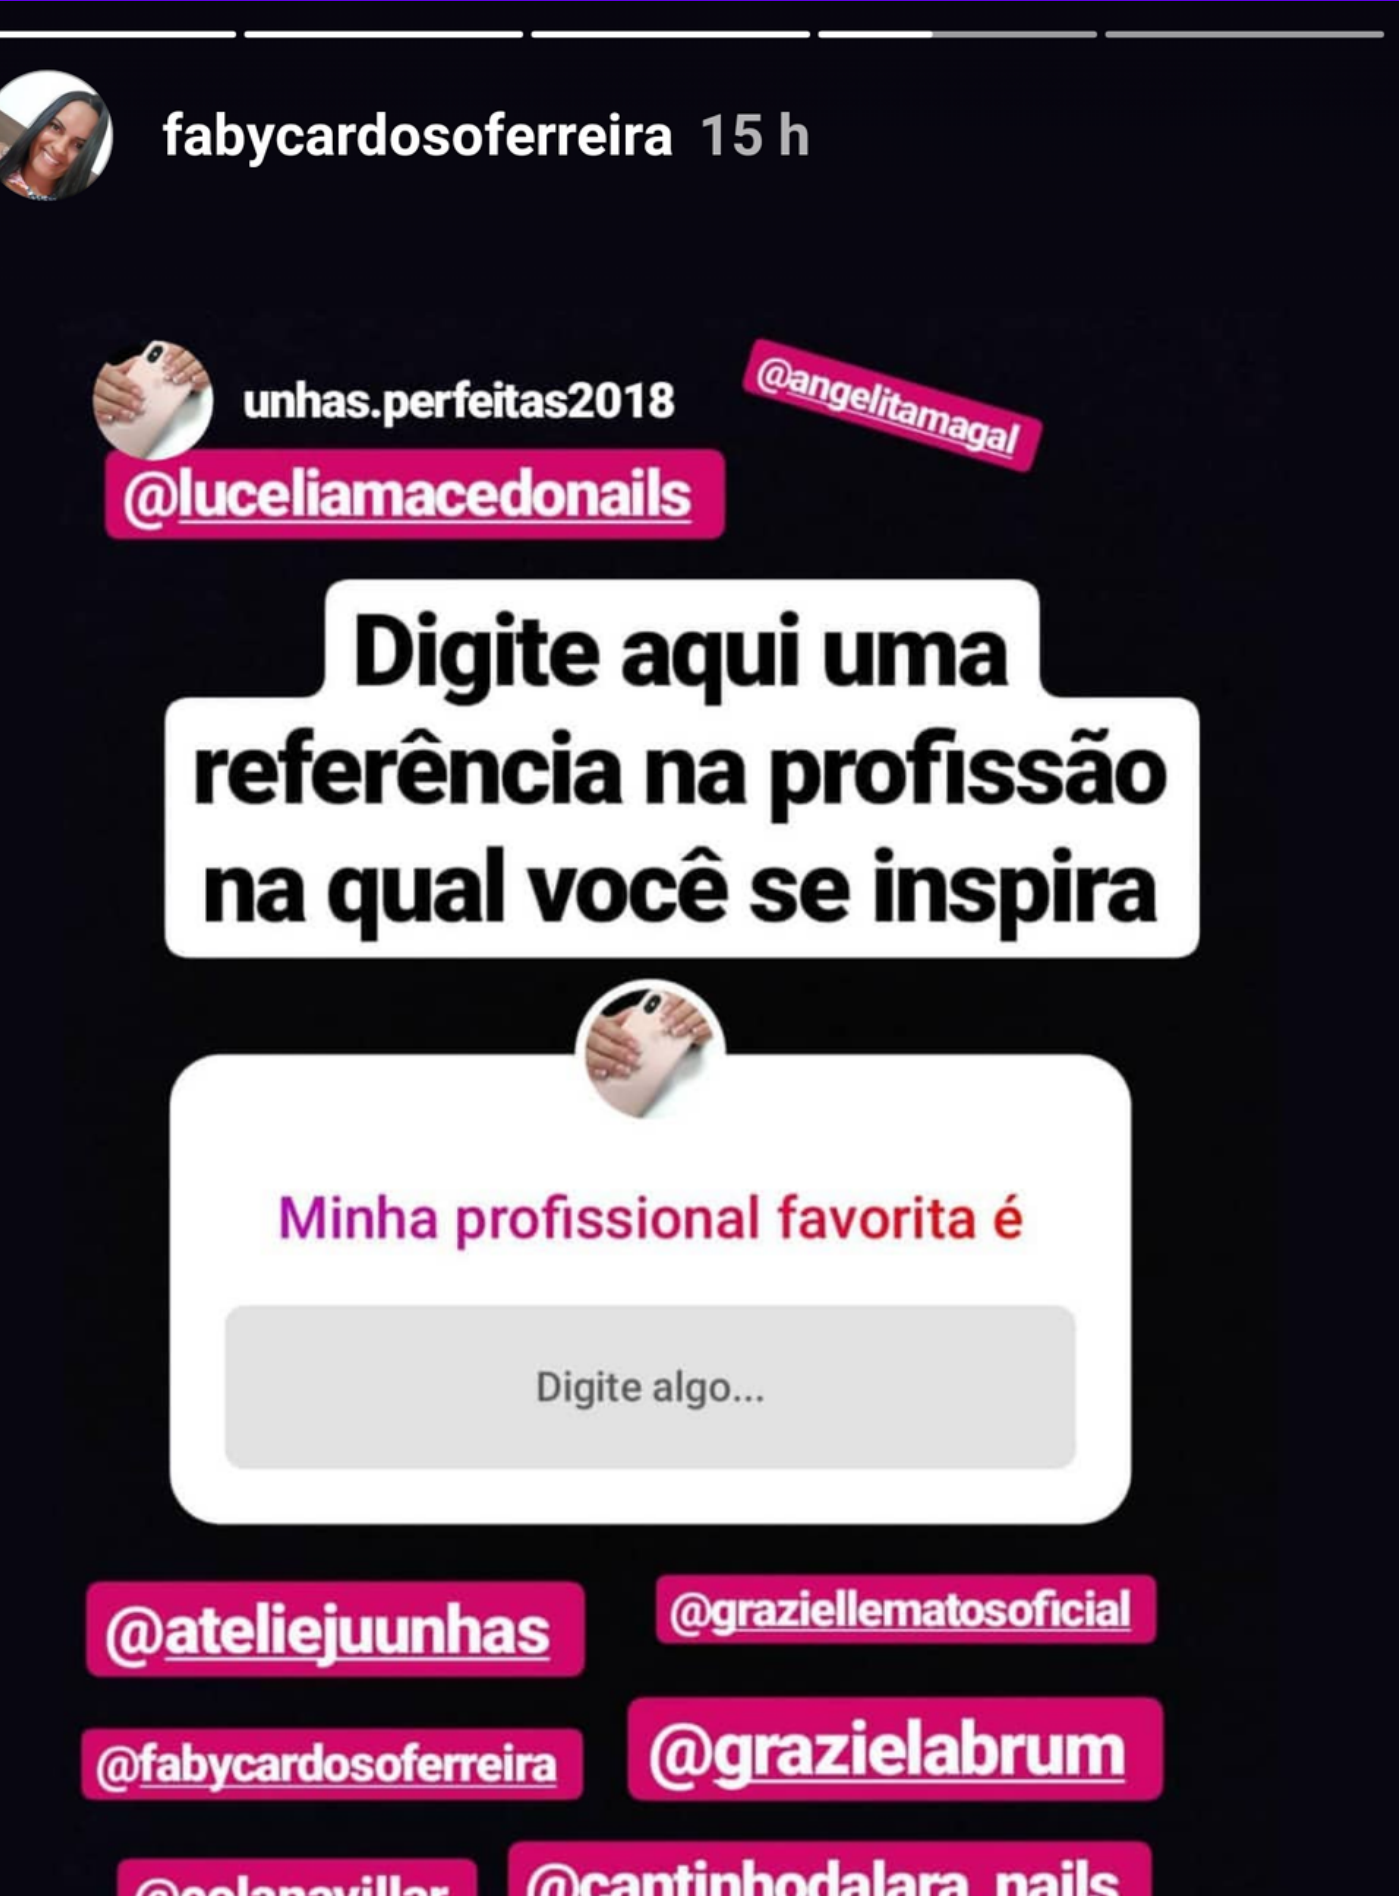 fabycardosoferreira 15 h
unhas.perfeitas2018
@angelitamagal
@luceliamacedonails
Digite aqui uma
referência na profissão
na qual você se inspira
Minha profissional favorita é
Digite algo...
@ateliejuunhas
@graziellematosoficial
@fabycardosoferreira
@grazielabrum
@cantinhodalara_nails